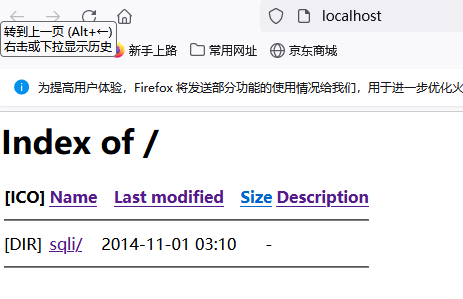 localhost
转到上一页 (Alt+←)
右击或下拉显示历史
新手上路 常用网址 京东商城
为提高用户体验，Firefox 将发送部分功能的使用情况给我们，用于进一步优化火
Index of /
[ICO] Name Last modified Size Description
[DIR] sqli/ 2014-11-01 03:10 -